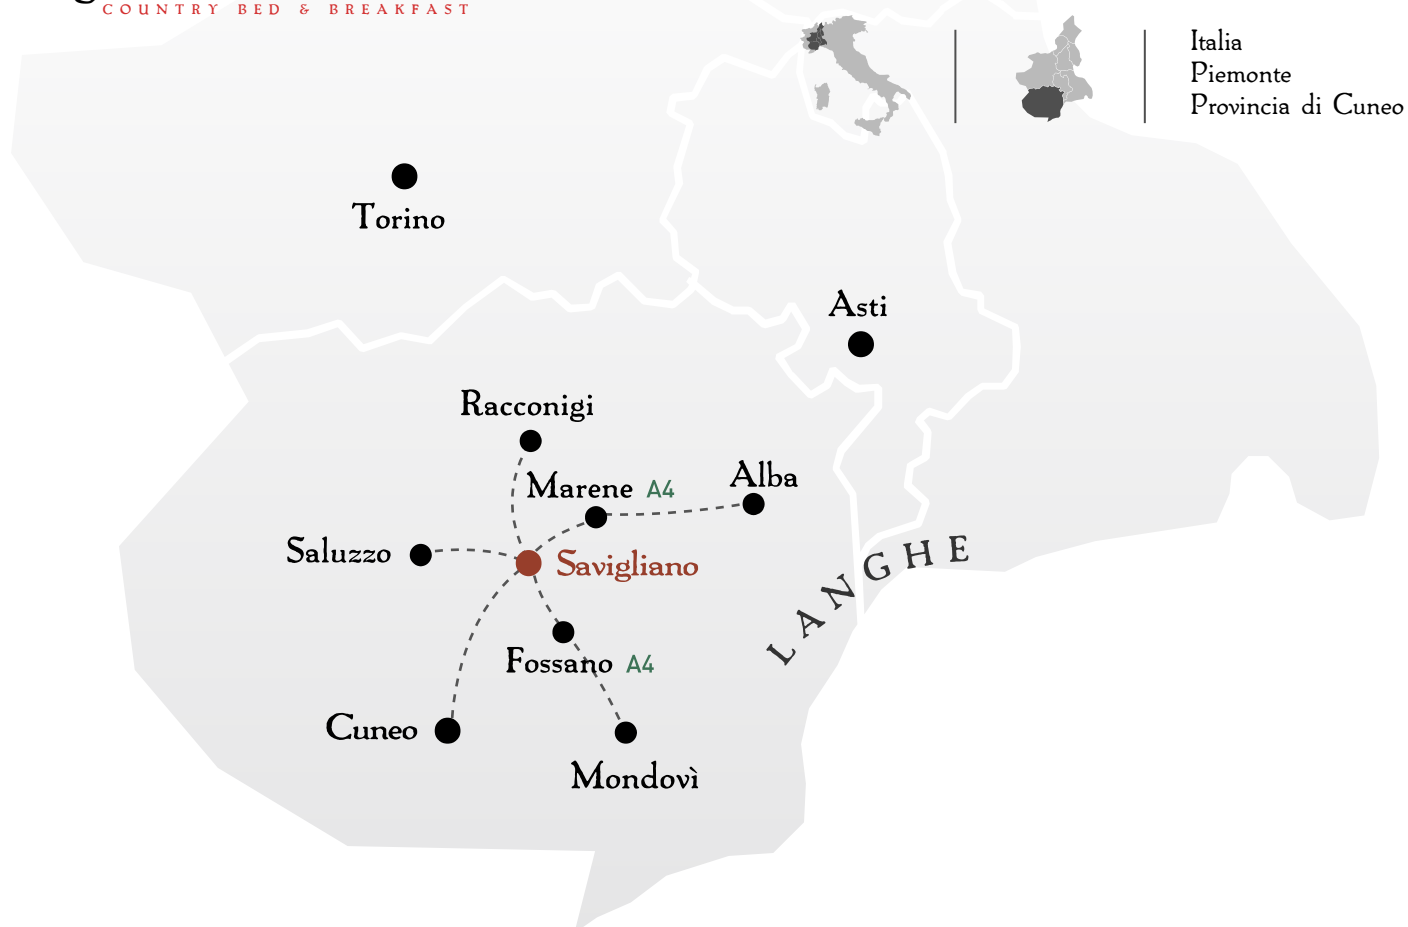 COUNTRY BED & BREAKFAST
Italia
Piemonte
Provincia di Cuneo
Torino
Asti
Racconigi
Alba
Marene A4
Saluzzo
Savigliano
LANGHE
Fossano A4
Cuneo
Mondovì